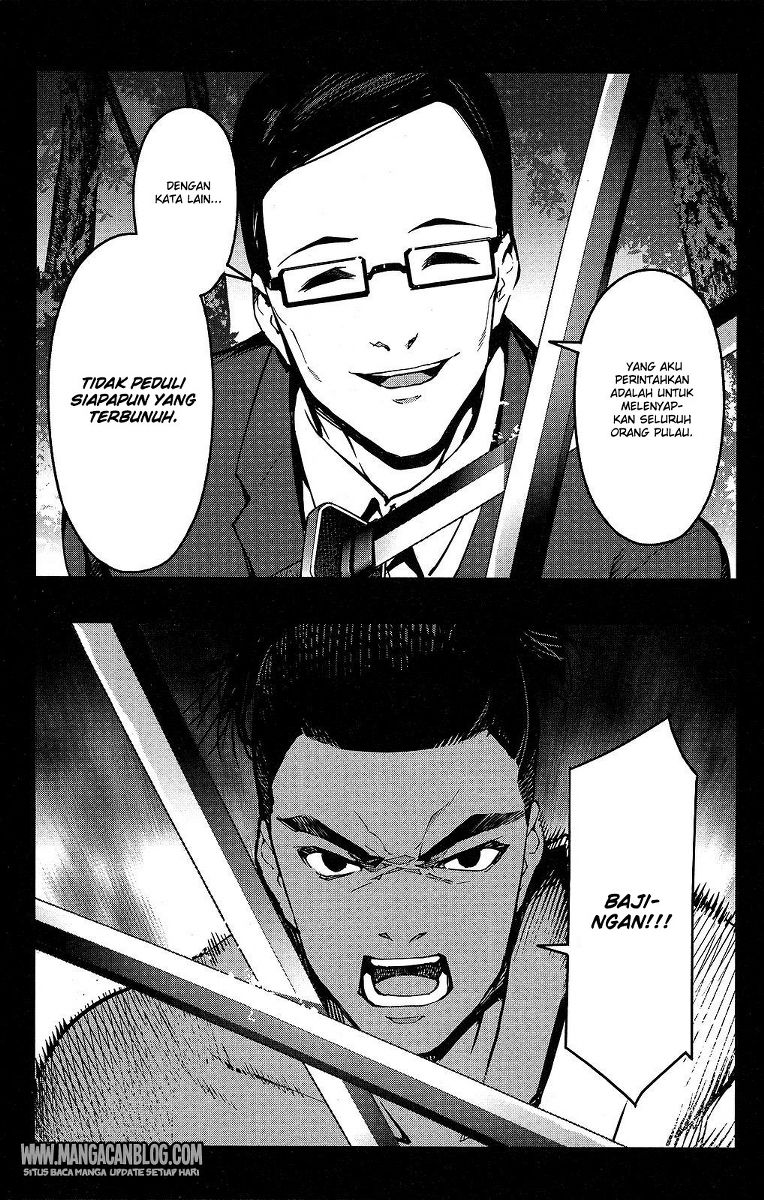 YANG AKU
PERINTAHKAN
ADALAH UNTUK
MELENYAP-
KAN SELURUH
ORANG PULAU.
DENGAN
KATA LAIN...
TIDAK PEDULI
SIAPAPUN YANG
TERBUNUH.
BAJI-
NGAN!!!
WWW.MANGACANBLOG.COM
SITUS BACA MANGA UPDATE SETIAP HARI